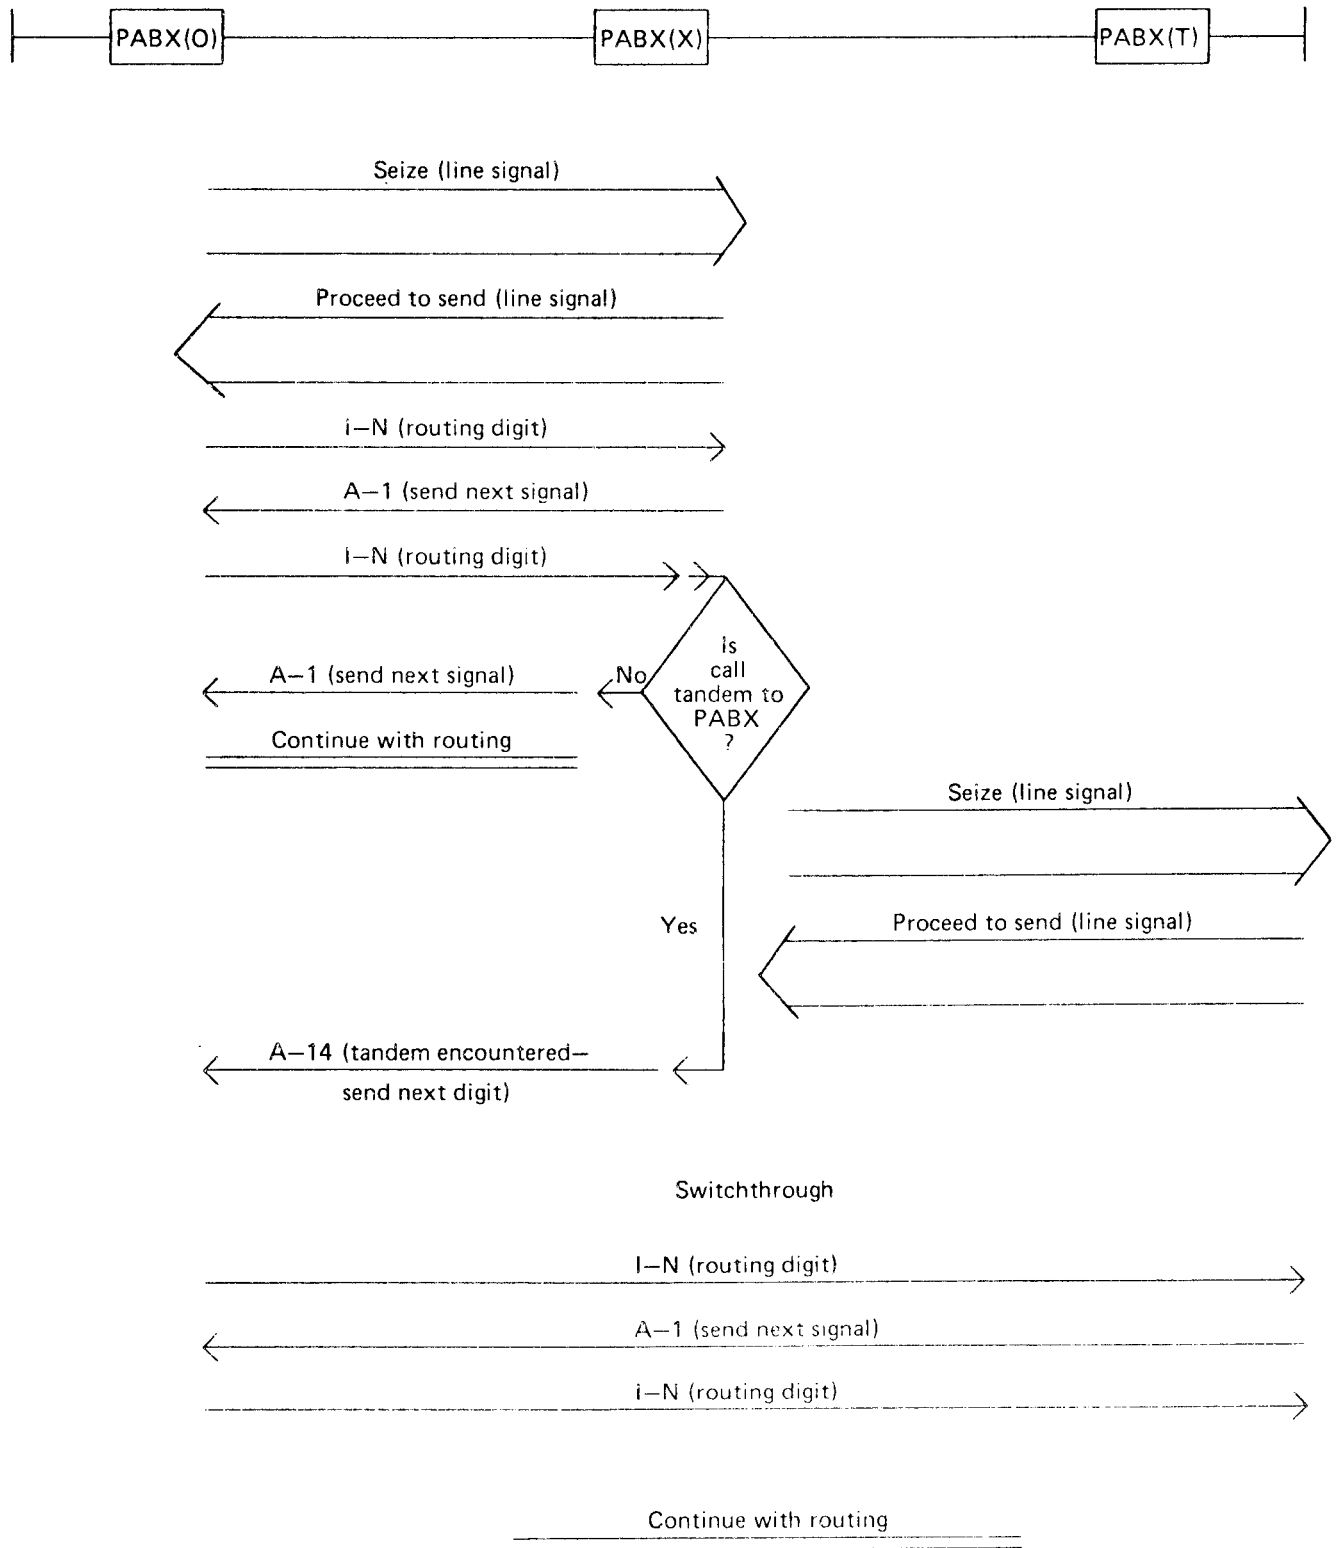 PABX(O) PABX(X) PABX(T)
Seize (line signal)
Proceed to send (line signal)
I–N (routing digit)
A–1 (send next signal)
I–N (routing digit)
Is
call
tandem to
PABX
?
No
A–1 (send next signal)
Continue with routing
Seize (line signal)
Yes
Proceed to send (line signal)
A–14 (tandem encountered–
send next digit)
Switchthrough
I–N (routing digit)
A–1 (send next signal)
I–N (routing digit)
Continue with routing